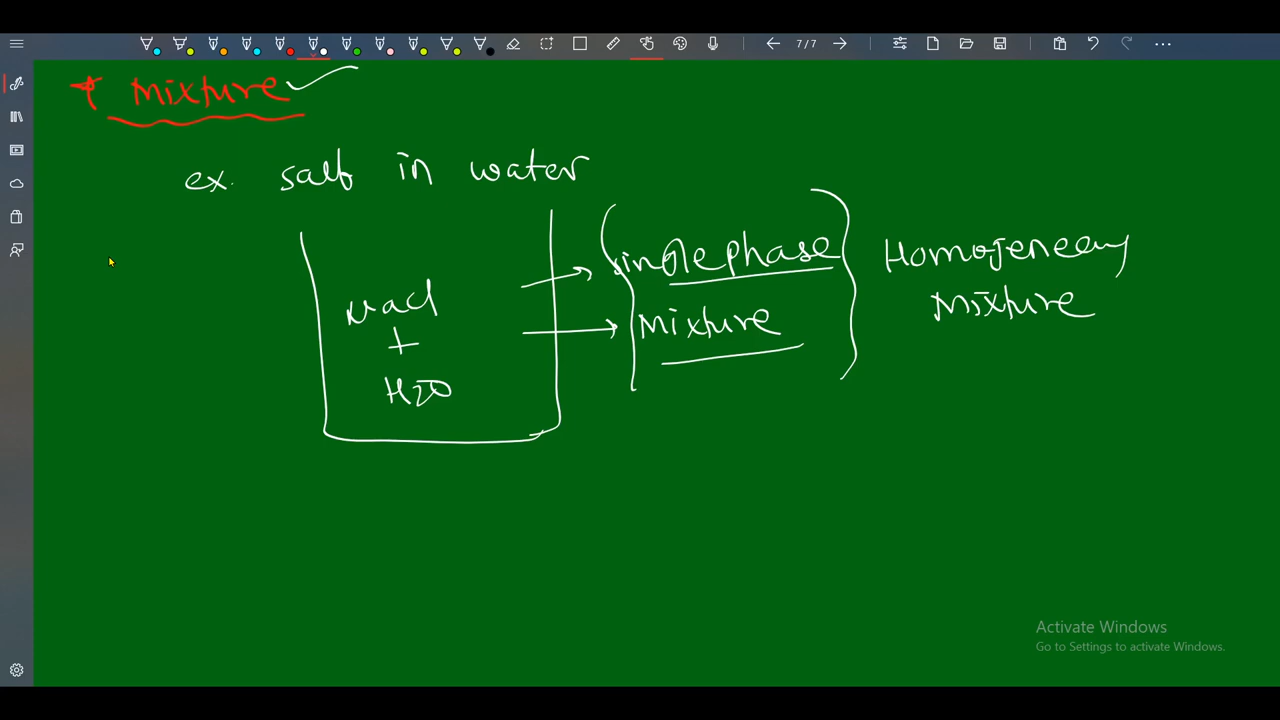 7/7
* Mixture
ex. salt in water
NaCl
+
H2O
single phase
Mixture
Homojeneeny
Mixture
Activate Windows
Go to Settings to activate Windows.